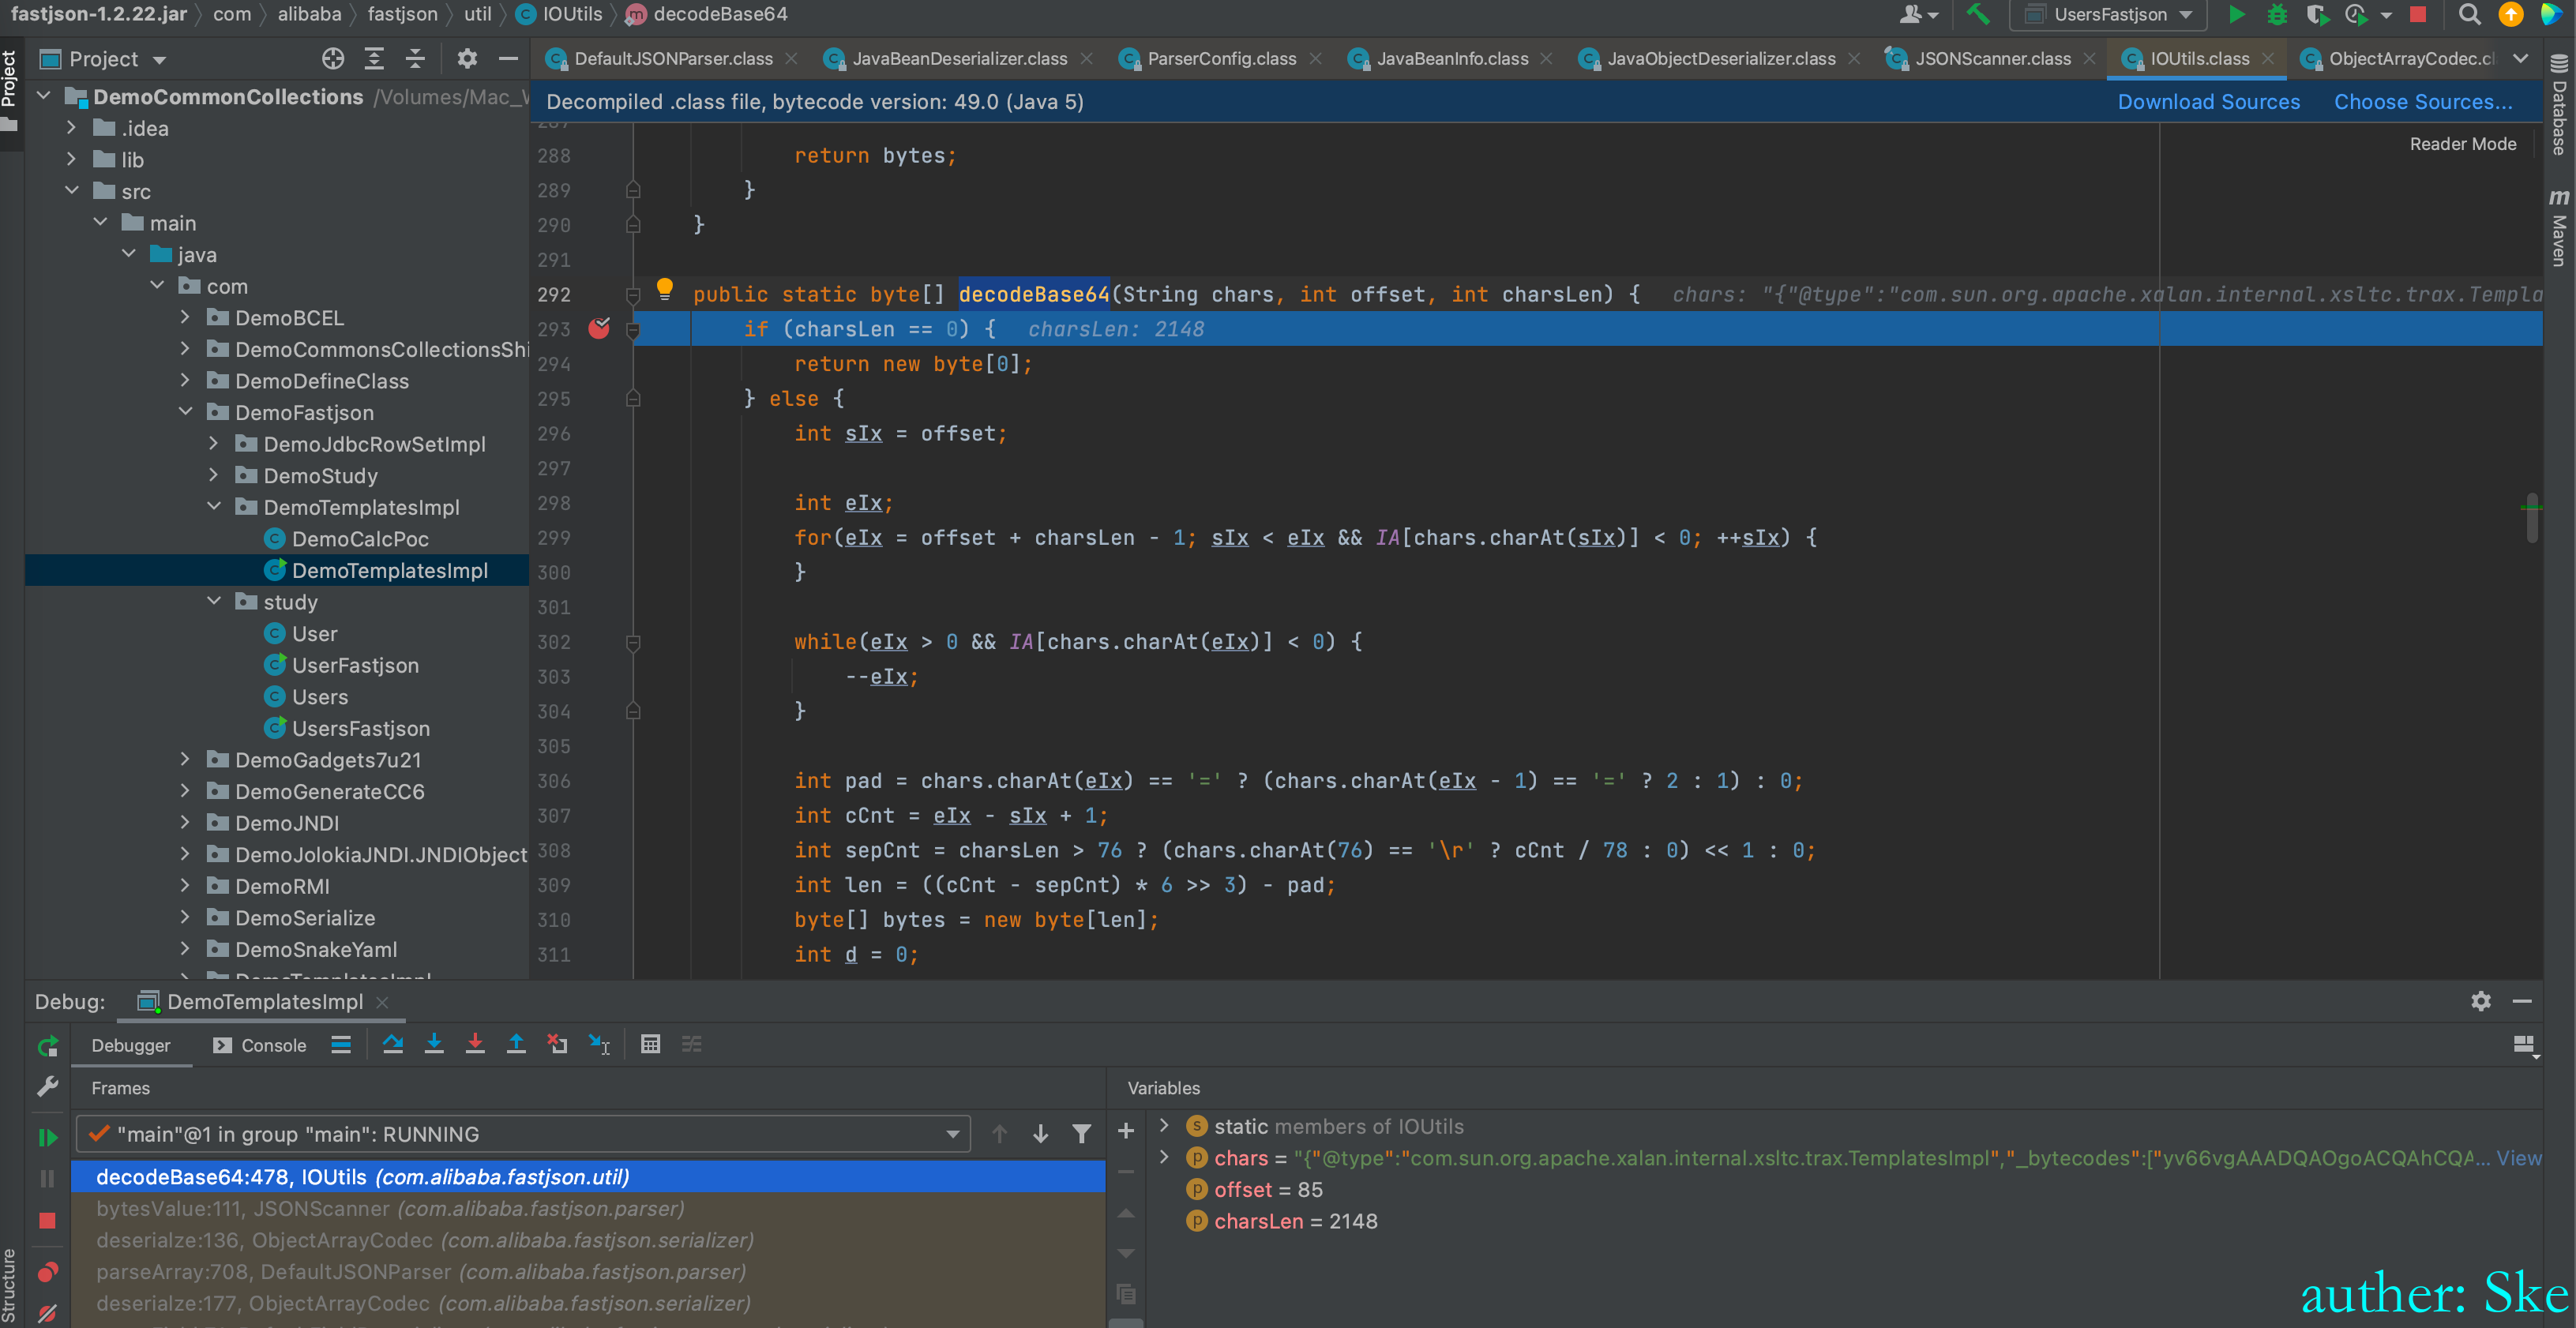 fastjson-1.2.22.jar com alibaba fastjson util IOUtils decodeBase64
UsersFastjson
Project
DefaultJSONParser.class JavaBeanDeserializer.class ParserConfig.class JavaBeanInfo.class JavaObjectDeserializer.class JSONScanner.class IOUtils.class ObjectArrayCodec.cl
Decompiled .class file, bytecode version: 49.0 (Java 5) Download Sources Choose Sources...
Reader Mode
Project
Structure
Database
Maven
DemoCommonCollections /Volumes/Mac_
.idea
lib
src
main
java
com
DemoBCEL
DemoCommonsCollectionsShi
DemoDefineClass
DemoFastjson
DemoJdbcRowSetImpl
DemoStudy
DemoTemplatesImpl
DemoCalcPoc
DemoTemplatesImpl
study
User
UserFastjson
Users
UsersFastjson
DemoGadgets7u21
DemoGenerateCC6
DemoJNDI
DemoJolokiaJNDI.JNDIObject
DemoRMI
DemoSerialize
DemoSnakeYaml
288 return bytes;
289 }
290 }
291
292 public static byte[] decodeBase64(String chars, int offset, int charsLen) { chars: "{"@type":"com.sun.org.apache.xalan.internal.xsltc.trax.Templa
293 if (charsLen == 0) { charsLen: 2148
294 return new byte[0];
295 } else {
296 int sIx = offset;
297
298 int eIx;
299 for(eIx = offset + charsLen - 1; sIx < eIx && IA[chars.charAt(sIx)] < 0; ++sIx) {
300 }
301
302 while(eIx > 0 && IA[chars.charAt(eIx)] < 0) {
303 --eIx;
304 }
305
306 int pad = chars.charAt(eIx) == '=' ? (chars.charAt(eIx - 1) == '=' ? 2 : 1) : 0;
307 int cCnt = eIx - sIx + 1;
308 int sepCnt = charsLen > 76 ? (chars.charAt(76) == '\r' ? cCnt / 78 : 0) << 1 : 0;
309 int len = ((cCnt - sepCnt) * 6 >> 3) - pad;
310 byte[] bytes = new byte[len];
311 int d = 0;
Debug: DemoTemplatesImpl
Debugger Console
Frames
"main"@1 in group "main": RUNNING
decodeBase64:478, IOUtils (com.alibaba.fastjson.util)
bytesValue:111, JSONScanner (com.alibaba.fastjson.parser)
deserialze:136, ObjectArrayCodec (com.alibaba.fastjson.serializer)
parseArray:708, DefaultJSONParser (com.alibaba.fastjson.parser)
deserialze:177, ObjectArrayCodec (com.alibaba.fastjson.serializer)
Variables
static members of IOUtils
chars = "{"@type":"com.sun.org.apache.xalan.internal.xsltc.trax.TemplatesImpl","_bytecodes":["yv66vgAAADQAOgoACQAhCQA... View
offset = 85
charsLen = 2148
auther: Ske